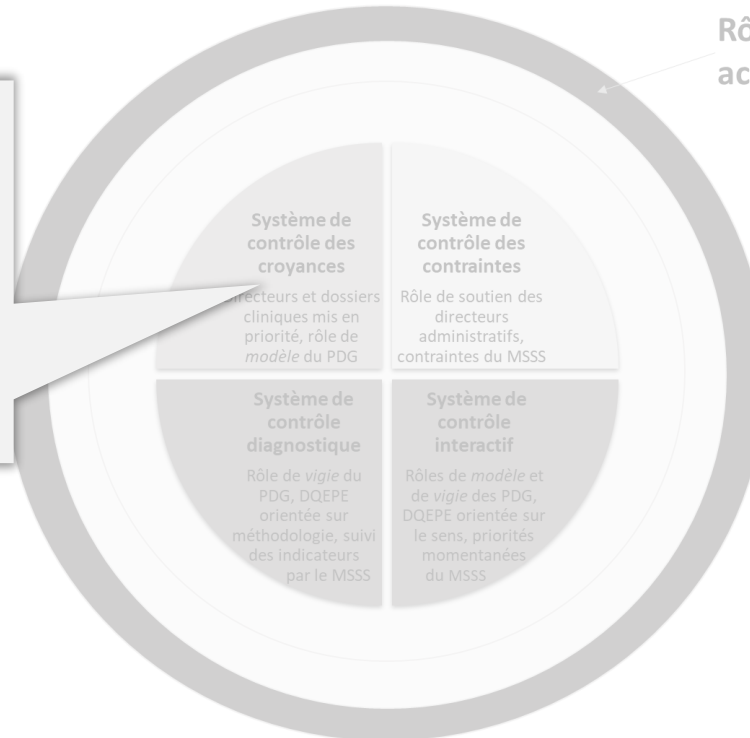 Rô
ac
Système de
contrôle des
croyances
directeurs et dossiers
cliniques mis en
priorité, rôle de
modèle du PDG
Système de
contrôle des
contraintes
Rôle de soutien des
directeurs
administratifs,
contraintes du MSSS
Système de
contrôle
diagnostique
Rôle de vigie du
PDG, DQEPE
orientée sur
méthodologie, suivi
des indicateurs
par le MSSS
Système de
contrôle
interactif
Rôles de modèle et
de vigie des PDG,
DQEPE orientée sur
le sens, priorités
momentanées
du MSSS